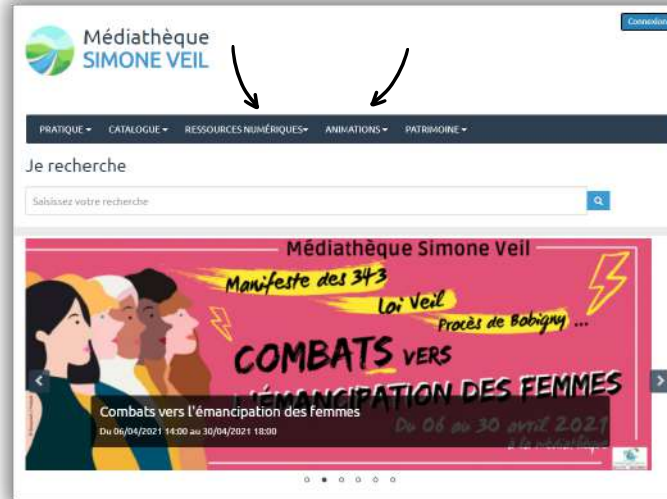 Médiathèque
SIMONE VEIL
Connexion
PRATIQUE CATALOGUE RESSOURCES NUMÉRIQUES ANIMATIONS PATRIMOINE
Je recherche
Saisissez votre recherche
Médiathèque Simone Veil
Manifeste des 343
Loi Veil
Procès de Bobigny ...
COMBATS VERS
L'ÉMANCIPATION DES FEMMES
Combats vers l'émancipation des femmes
Du 06 au 30 avril 2021
Du 06/04/2021 14:00 au 30/04/2021 18:00
à la médiathèque